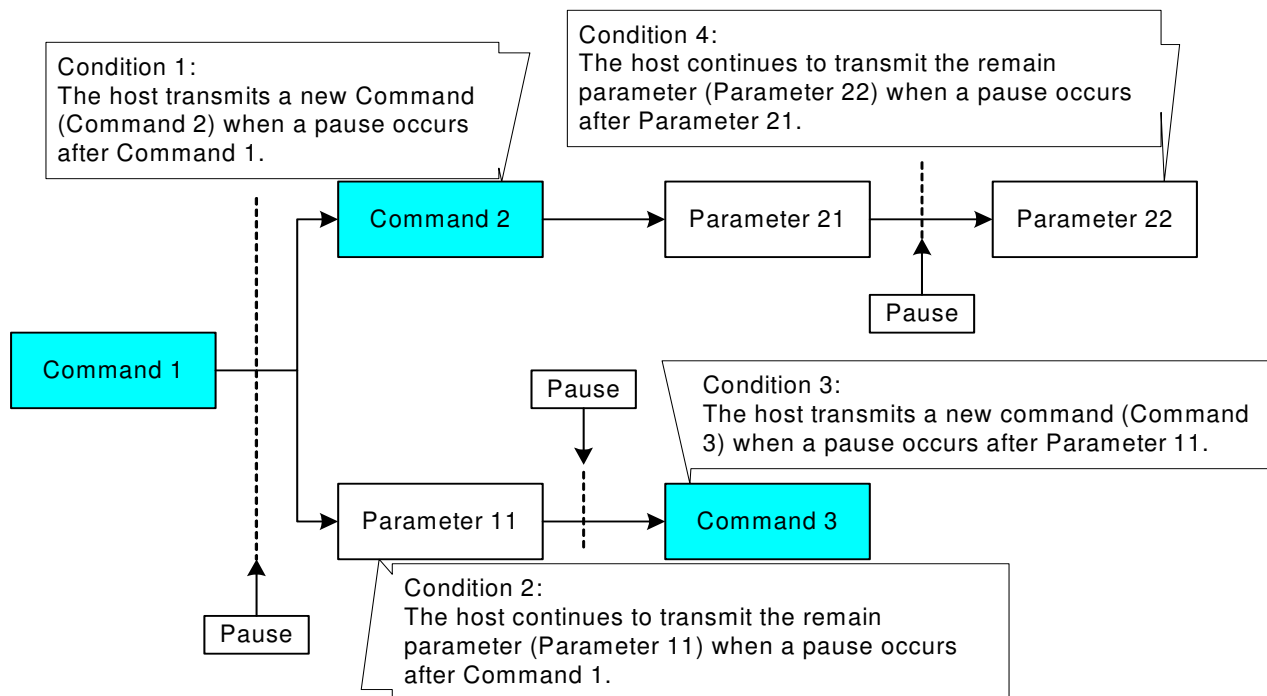 Condition 1:
The host transmits a new Command
(Command 2) when a pause occurs
after Command 1.
Condition 4:
The host continues to transmit the remain
parameter (Parameter 22) when a pause occurs
after Parameter 21.
Command 2
Parameter 21
Parameter 22
Pause
Command 1
Pause
Condition 3:
The host transmits a new command (Command
3) when a pause occurs after Parameter 11.
Parameter 11
Command 3
Condition 2:
The host continues to transmit the remain
parameter (Parameter 11) when a pause occurs
after Command 1.
Pause